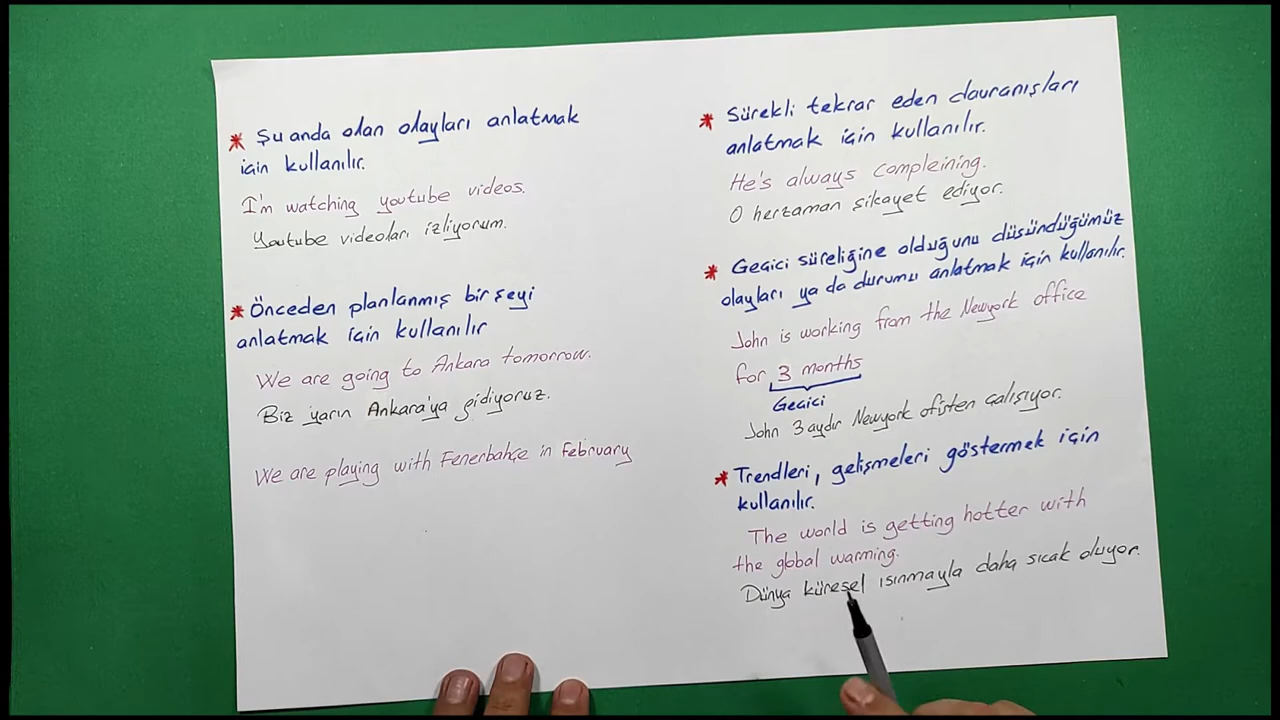 * Şu anda olan olayları anlatmak
için kullanılır.
I'm watching youtube videos.
Youtube videoları izliyorum.
* Önceden planlanmış bir şeyi
anlatmak için kullanılır
We are going to Ankara tomorrow.
Biz yarın Ankara'ya gidiyoruz.
We are playing with Fenerbahçe in february
* Sürekli tekrar eden davranışları
anlatmak için kullanılır.
He's always compleining.
O herzaman şikayet ediyor.
* Geçici süreliğine olduğunu düsündüğümüz
olayları ya da durumu anlatmak için kullanılır.
John is working from the Newyork office
for 3 months
Geçici
John 3 aydır Newyork ofisten çalışıyor.
* Trendleri, gelişmeleri göstermek için
kullanılır.
The world is getting hotter with
the global warming.
Dünya küresel ısınmayla daha sıcak oluyor.